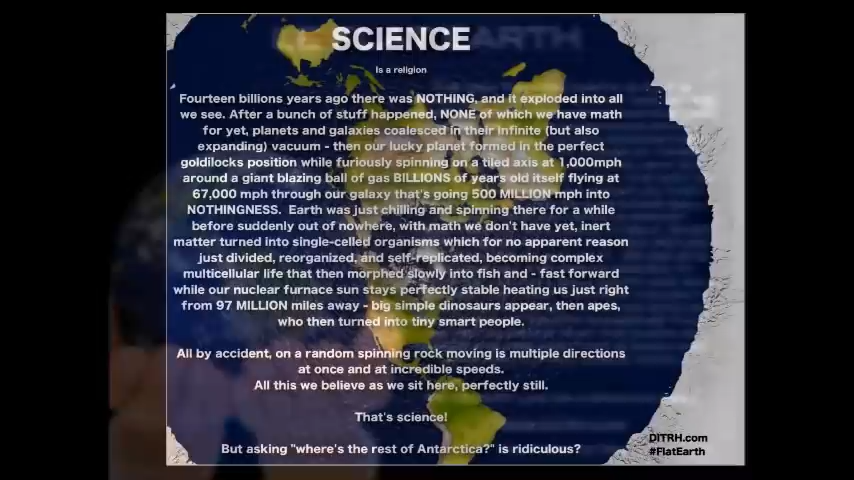 SCIENCE
Is a religion
Fourteen billions years ago there was NOTHING, and it exploded into all
we see. After a bunch of stuff happened, NONE of which we have math
for yet, planets and galaxies coalesced in their infinite (but also
expanding) vacuum - then our lucky planet formed in the perfect
goldilocks position while furiously spinning on a tiled axis at 1,000mph
around a giant blazing ball of gas BILLIONS of years old itself flying at
67,000 mph through our galaxy that's going 500 MILLION mph into
NOTHINGNESS. Earth was just chilling and spinning there for a while
before suddenly out of nowhere, with math we don't have yet, inert
matter turned into single-celled organisms which for no apparent reason
just divided, reorganized, and self-replicated, becoming complex
multicellular life that then morphed slowly into fish and - fast forward
while our nuclear furnace sun stays perfectly stable heating us just right
from 97 MILLION miles away - big simple dinosaurs appear, then apes,
who then turned into tiny smart people.
All by accident, on a random spinning rock moving is multiple directions
at once and at incredible speeds.
All this we believe as we sit here, perfectly still.
That's science!
But asking "where's the rest of Antarctica?" is ridiculous?
DITRH.com
#FlatEarth